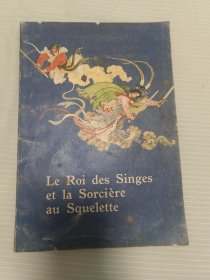 Le Roi des Singes
et la Sorcière
au Squelette